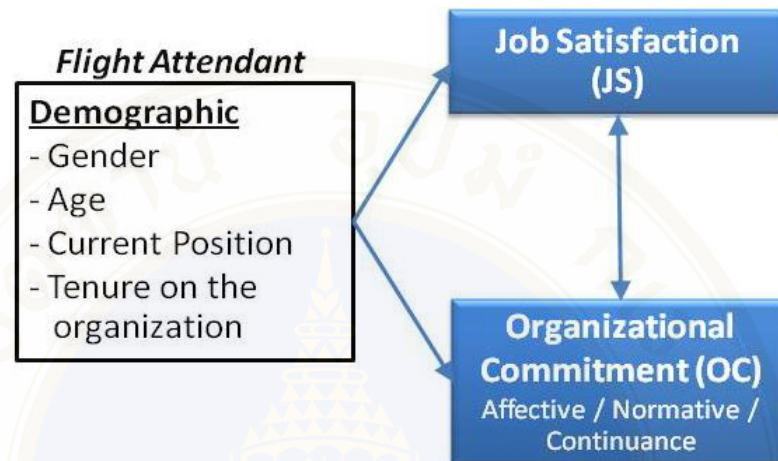 Flight Attendant
Demographic
- Gender
- Age
- Current Position
- Tenure on the
organization
Job Satisfaction
(JS)
Organizational
Commitment (OC)
Affective / Normative /
Continuance